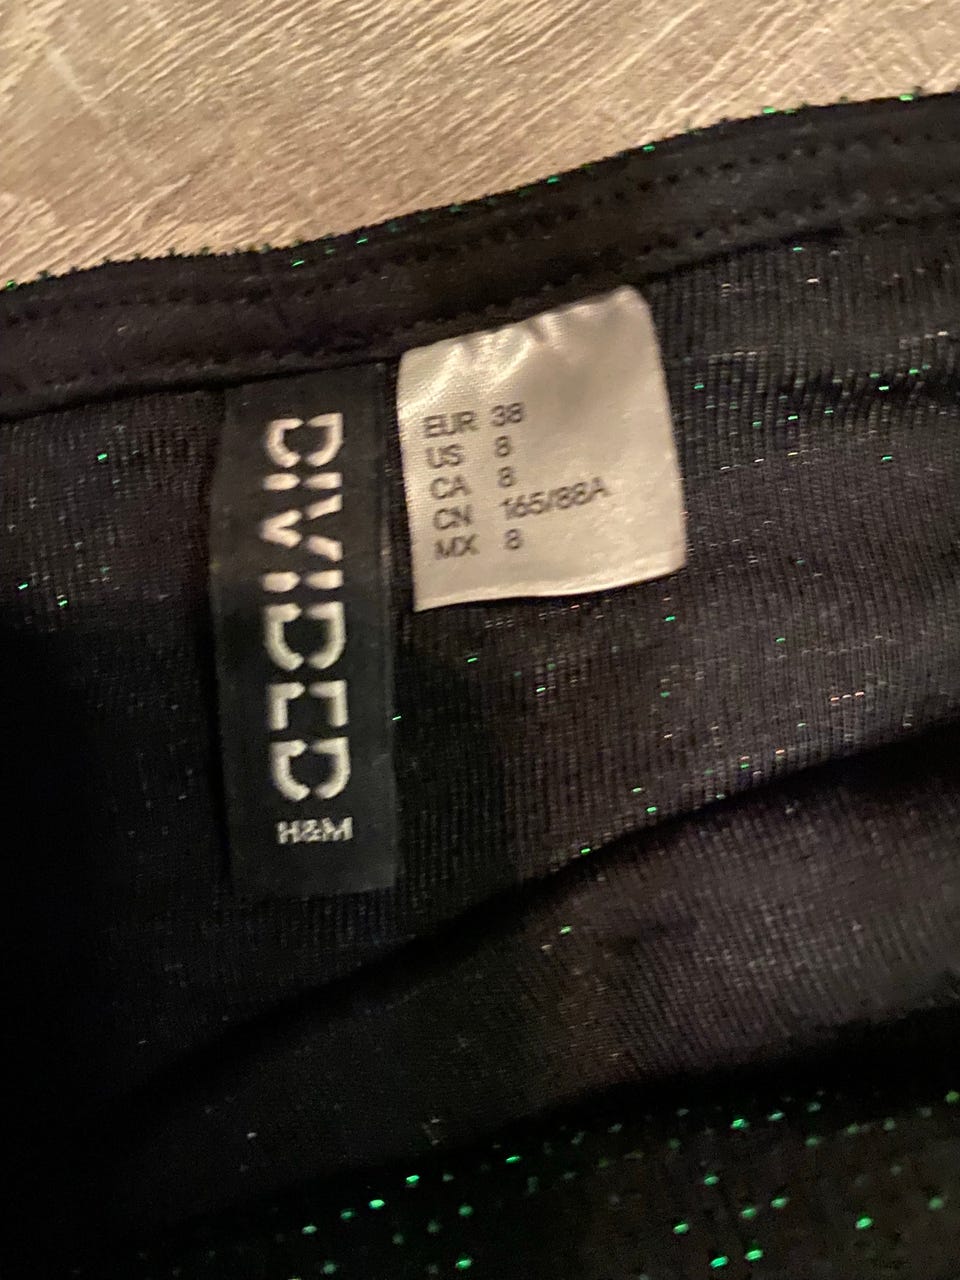 DIVIDED
H&M
EUR 38
US 8
CA 8
CN 165/88A
MX 8